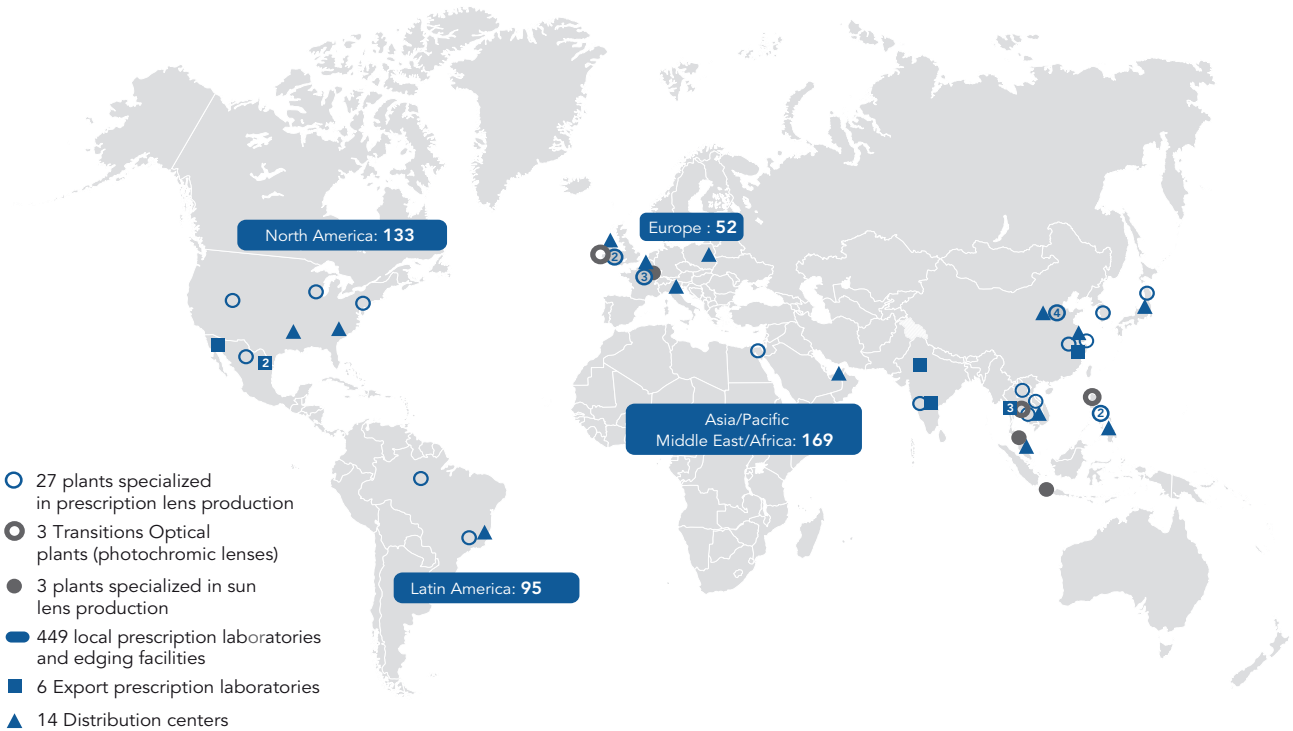 North America: 133
Europe : 52
2
3
4
2
3
2
Asia/Pacific
Middle East/Africa: 169
Latin America: 95
27 plants specialized
in prescription lens production
3 Transitions Optical
plants (photochromic lenses)
3 plants specialized in sun
lens production
449 local prescription laboratories
and edging facilities
6 Export prescription laboratories
14 Distribution centers